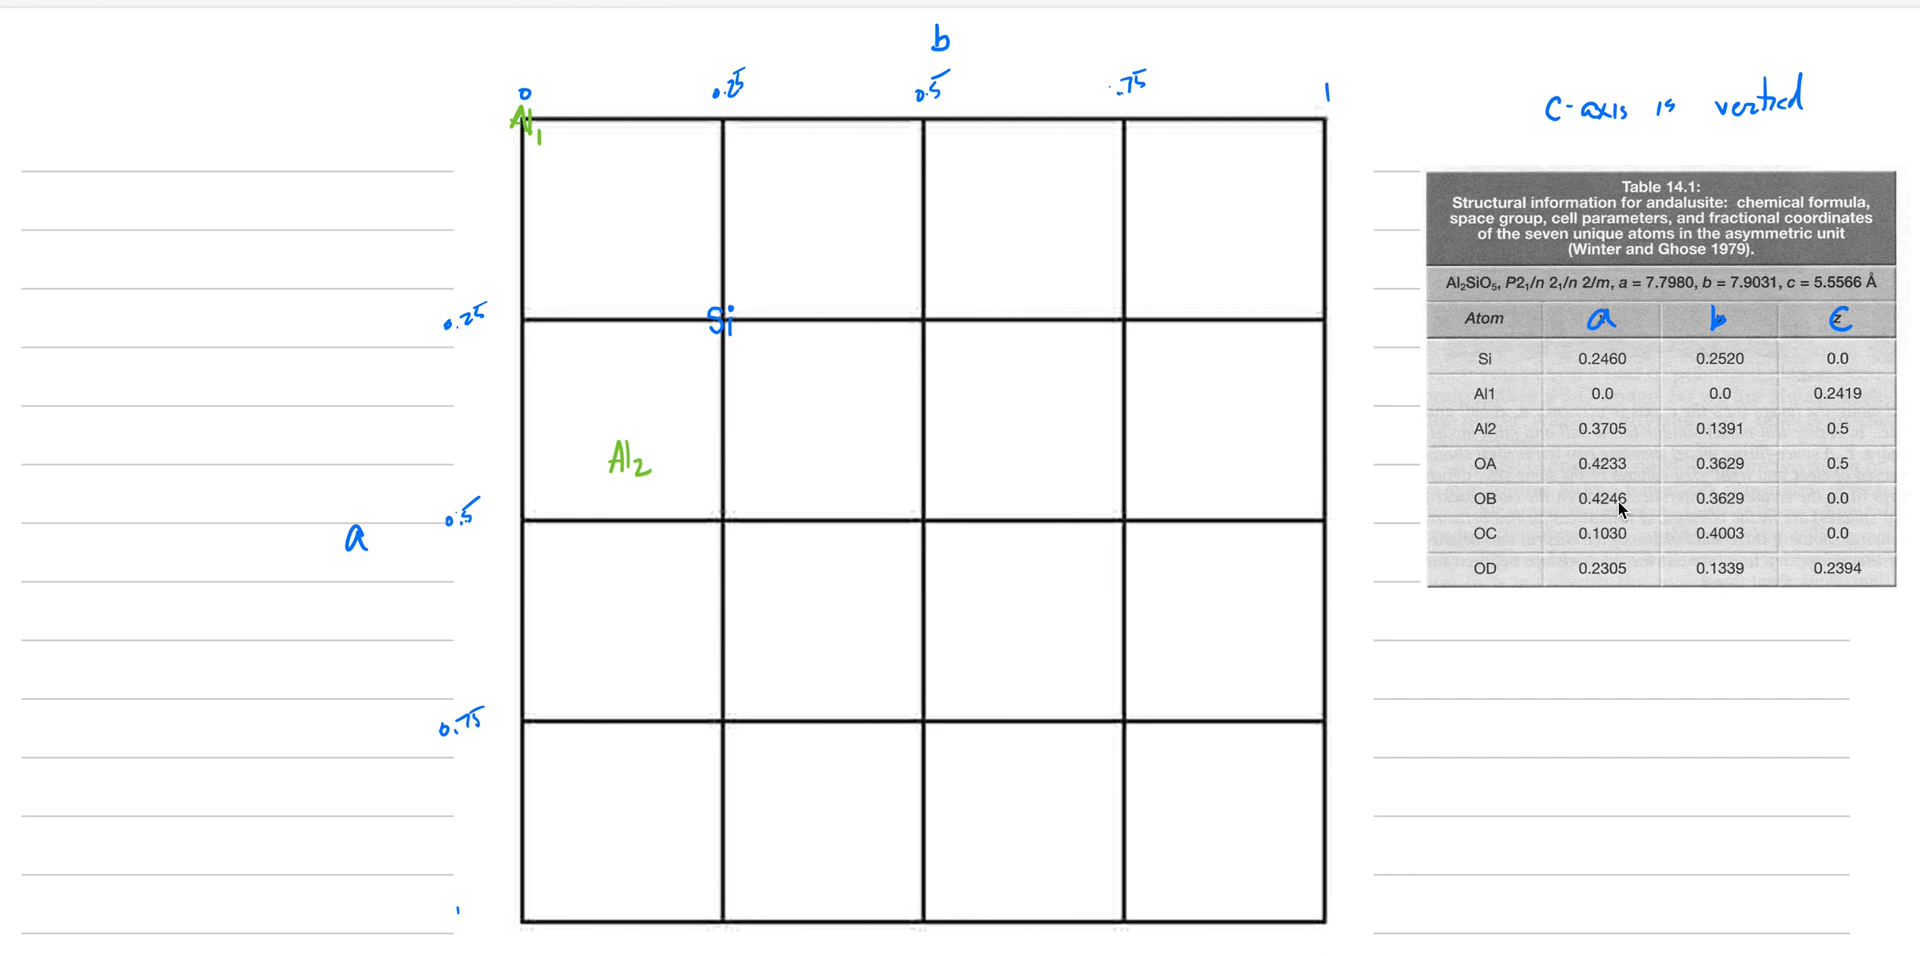 b
0 0.25 0.5 .75 1
Al1
C-axis is vertical
Table 14.1:
Structural information for andalusite: chemical formula,
space group, cell parameters, and fractional coordinates
of the seven unique atoms in the asymmetric unit
(Winter and Ghose 1979).
Al₂SiO₅, P2₁/n 2₁/n 2/m, a = 7.7980, b = 7.9031, c = 5.5566 Å
Atom a b c
Si 0.2460 0.2520 0.0
Al1 0.0 0.0 0.2419
Al2 0.3705 0.1391 0.5
OA 0.4233 0.3629 0.5
OB 0.4246 0.3629 0.0
OC 0.1030 0.4003 0.0
OD 0.2305 0.1339 0.2394
0.25
Si
Al2
0.5
a
0.75
1